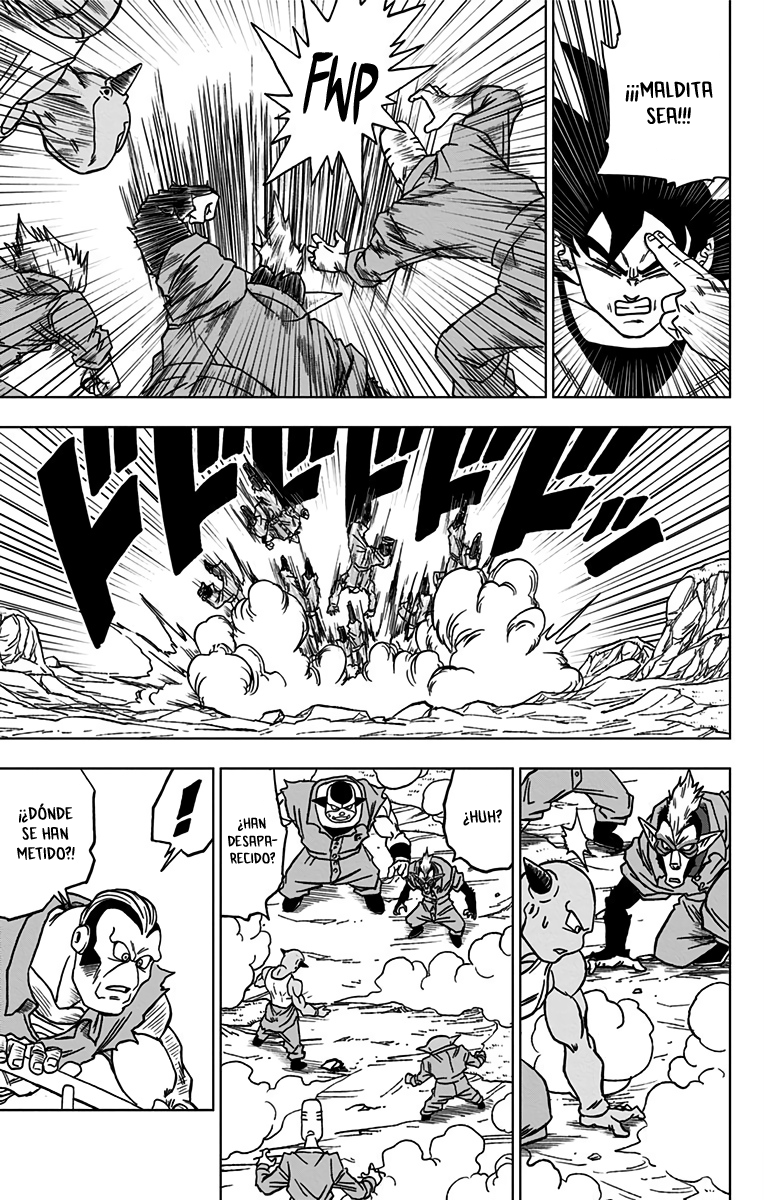 ¡¡¡MALDITA
SEA!!!
FWP
ドドドドドドッ
¿HUH?
¿HAN
DESAPA-
RECIDO?
!
¡¿DÓNDE
SE HAN
METIDO?!